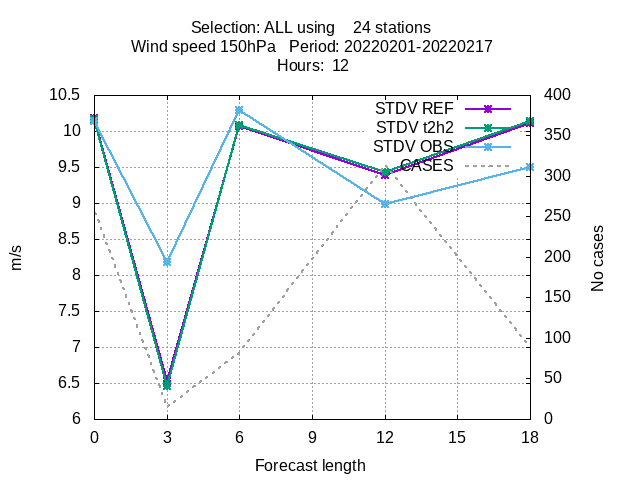 Selection: ALL using    24 stations
Wind speed 150hPa   Period: 20220201-20220217
Hours:  12
STDV REF
STDV t2h2
STDV OBS
CASES
10.5
10
9.5
9
8.5
8
7.5
7
6.5
6
m/s
400
350
300
250
200
150
100
50
0
No cases
0 3 6 9 12 15 18
Forecast length